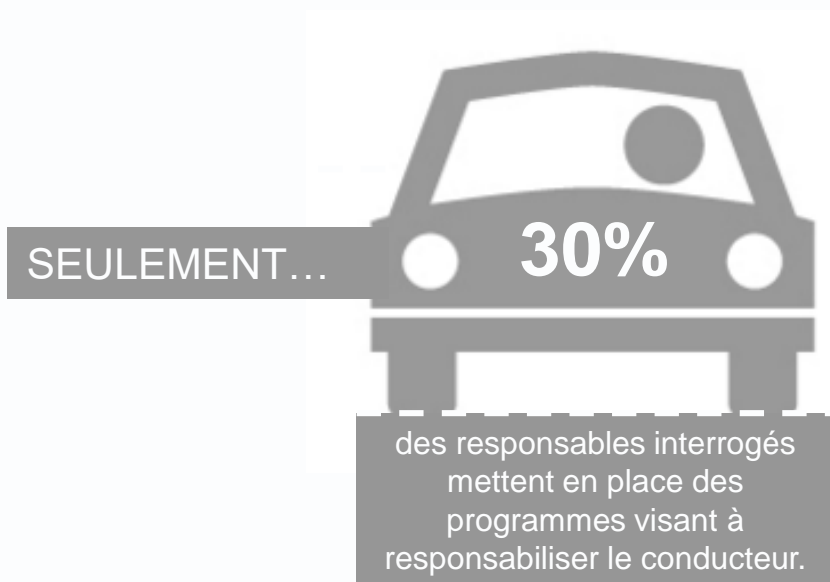 SEULEMENT…
30%
des responsables interrogés
mettent en place des
programmes visant à
responsabiliser le conducteur.